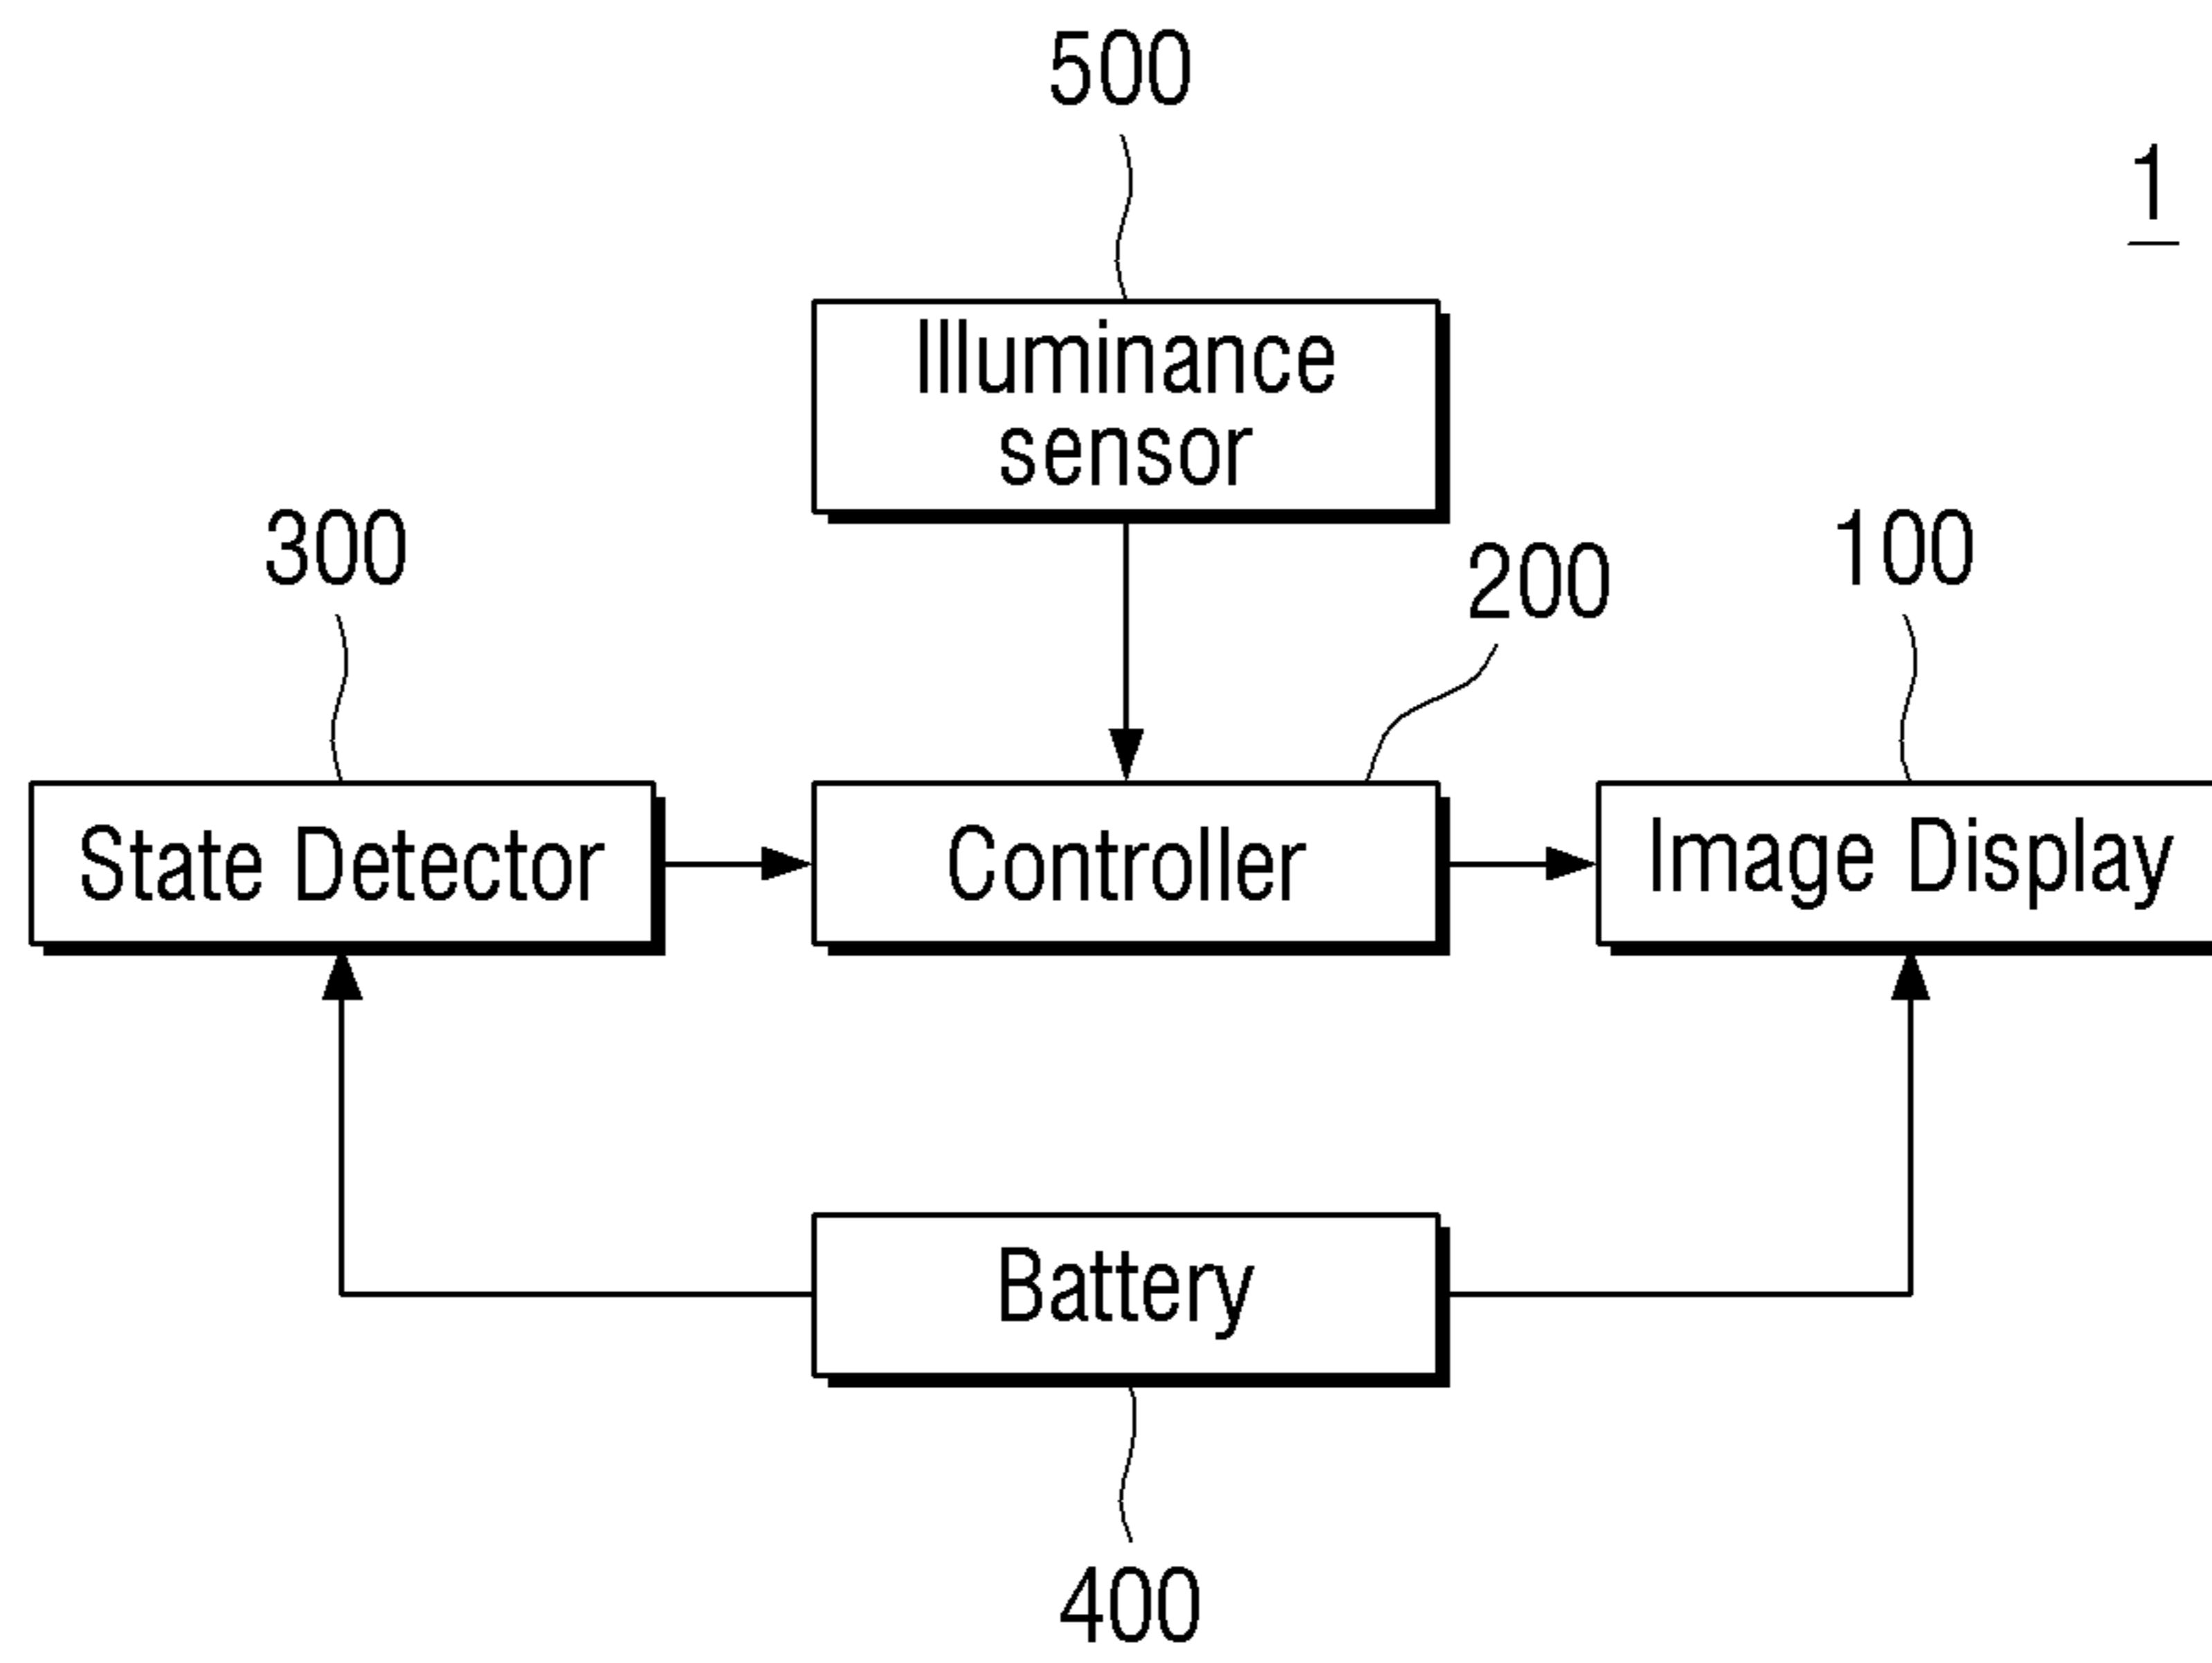 500
1
Illuminance
sensor
300
200
100
State Detector
Controller
Image Display
Battery
400